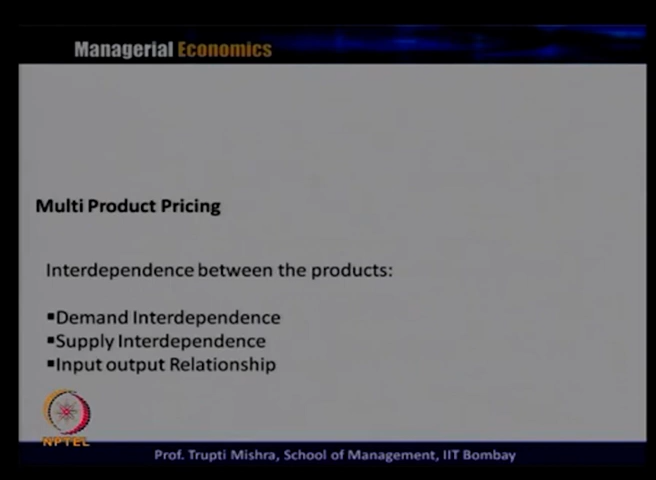 Managerial Economics
Multi Product Pricing
Interdependence between the products:
▪Demand Interdependence
▪Supply Interdependence
▪Input output Relationship
NPTEL
Prof. Trupti Mishra, School of Management, IIT Bombay